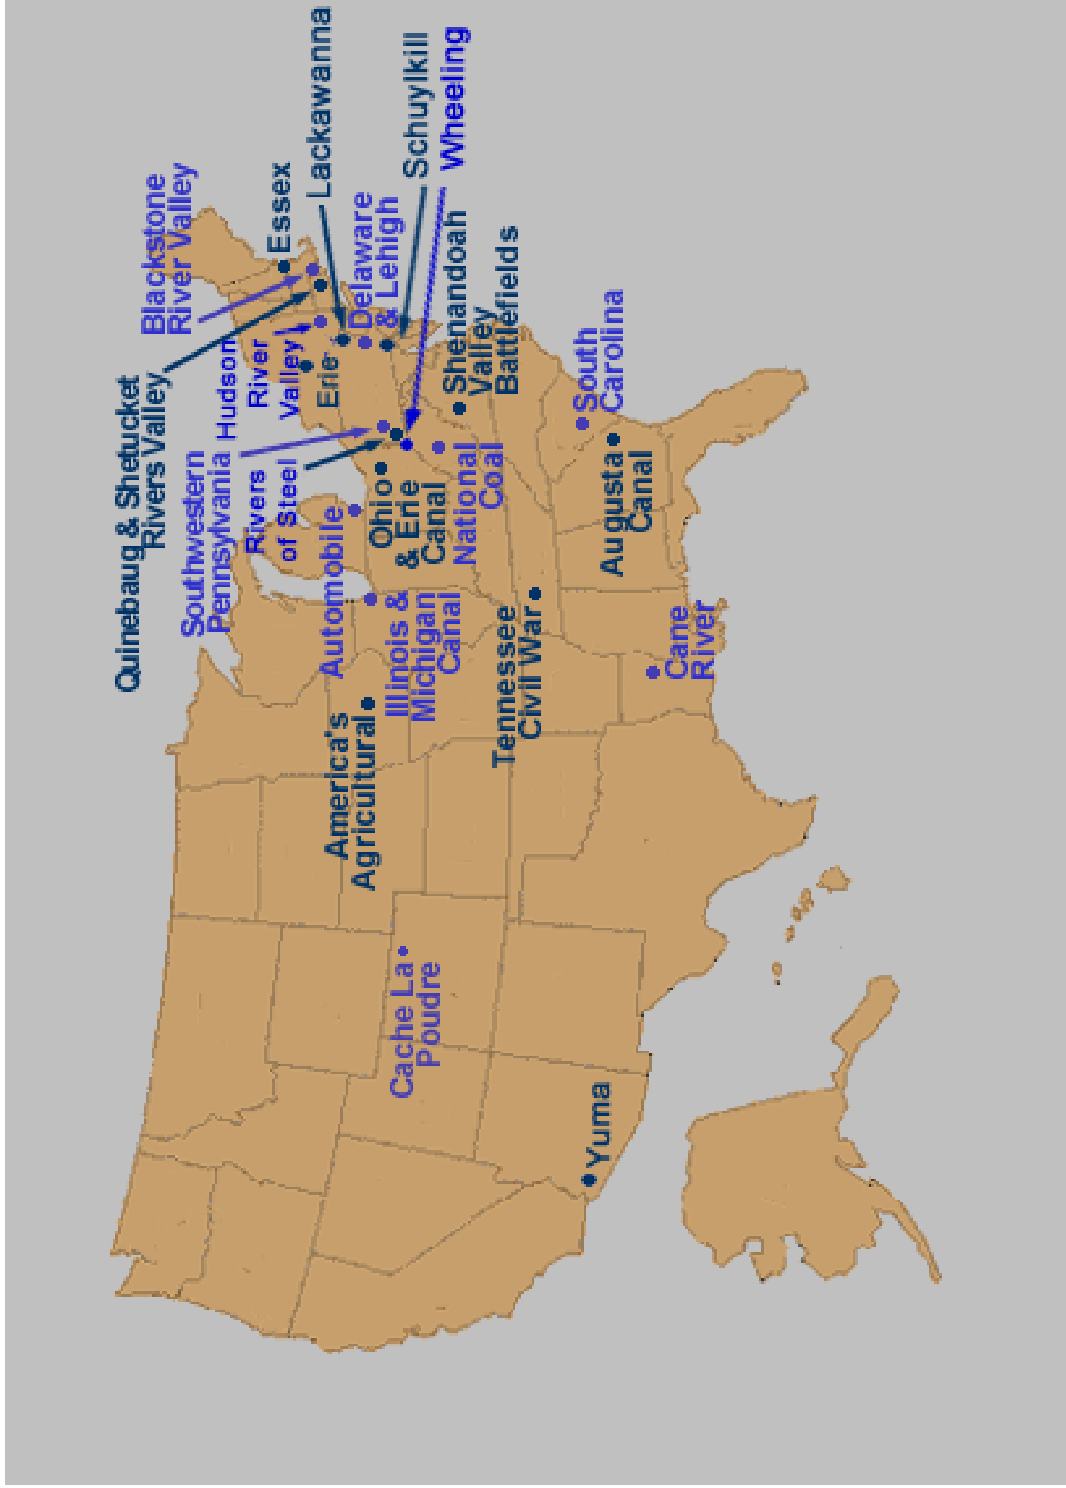 Blackstone
River Valley
Essex
Lackawanna
Schuylkill
Wheeling
Quinebaug & Shetucket
Rivers Valley
Hudson
River
Valley
Erie
Delaware
& Lehigh
Southwestern
Pennsylvania
Rivers
of Steel
Shenandoah
Valley
Battlefields
Automobile
Ohio
& Erie
Canal
National
Coal
South
Carolina
Augusta
Canal
Illinois &
Michigan
Canal
Tennessee
Civil War
Cane
River
America's
Agricultural
Cache La
Poudre
Yuma